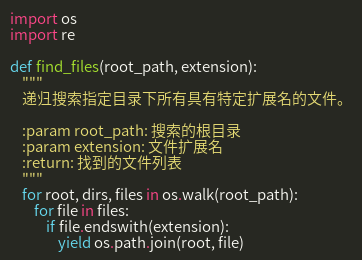 import os
import re

def find_files(root_path, extension):
    """
    递归搜索指定目录下所有具有特定扩展名的文件。

    :param root_path: 搜索的根目录
    :param extension: 文件扩展名
    :return: 找到的文件列表
    """
    for root, dirs, files in os.walk(root_path):
        for file in files:
            if file.endswith(extension):
                yield os.path.join(root, file)